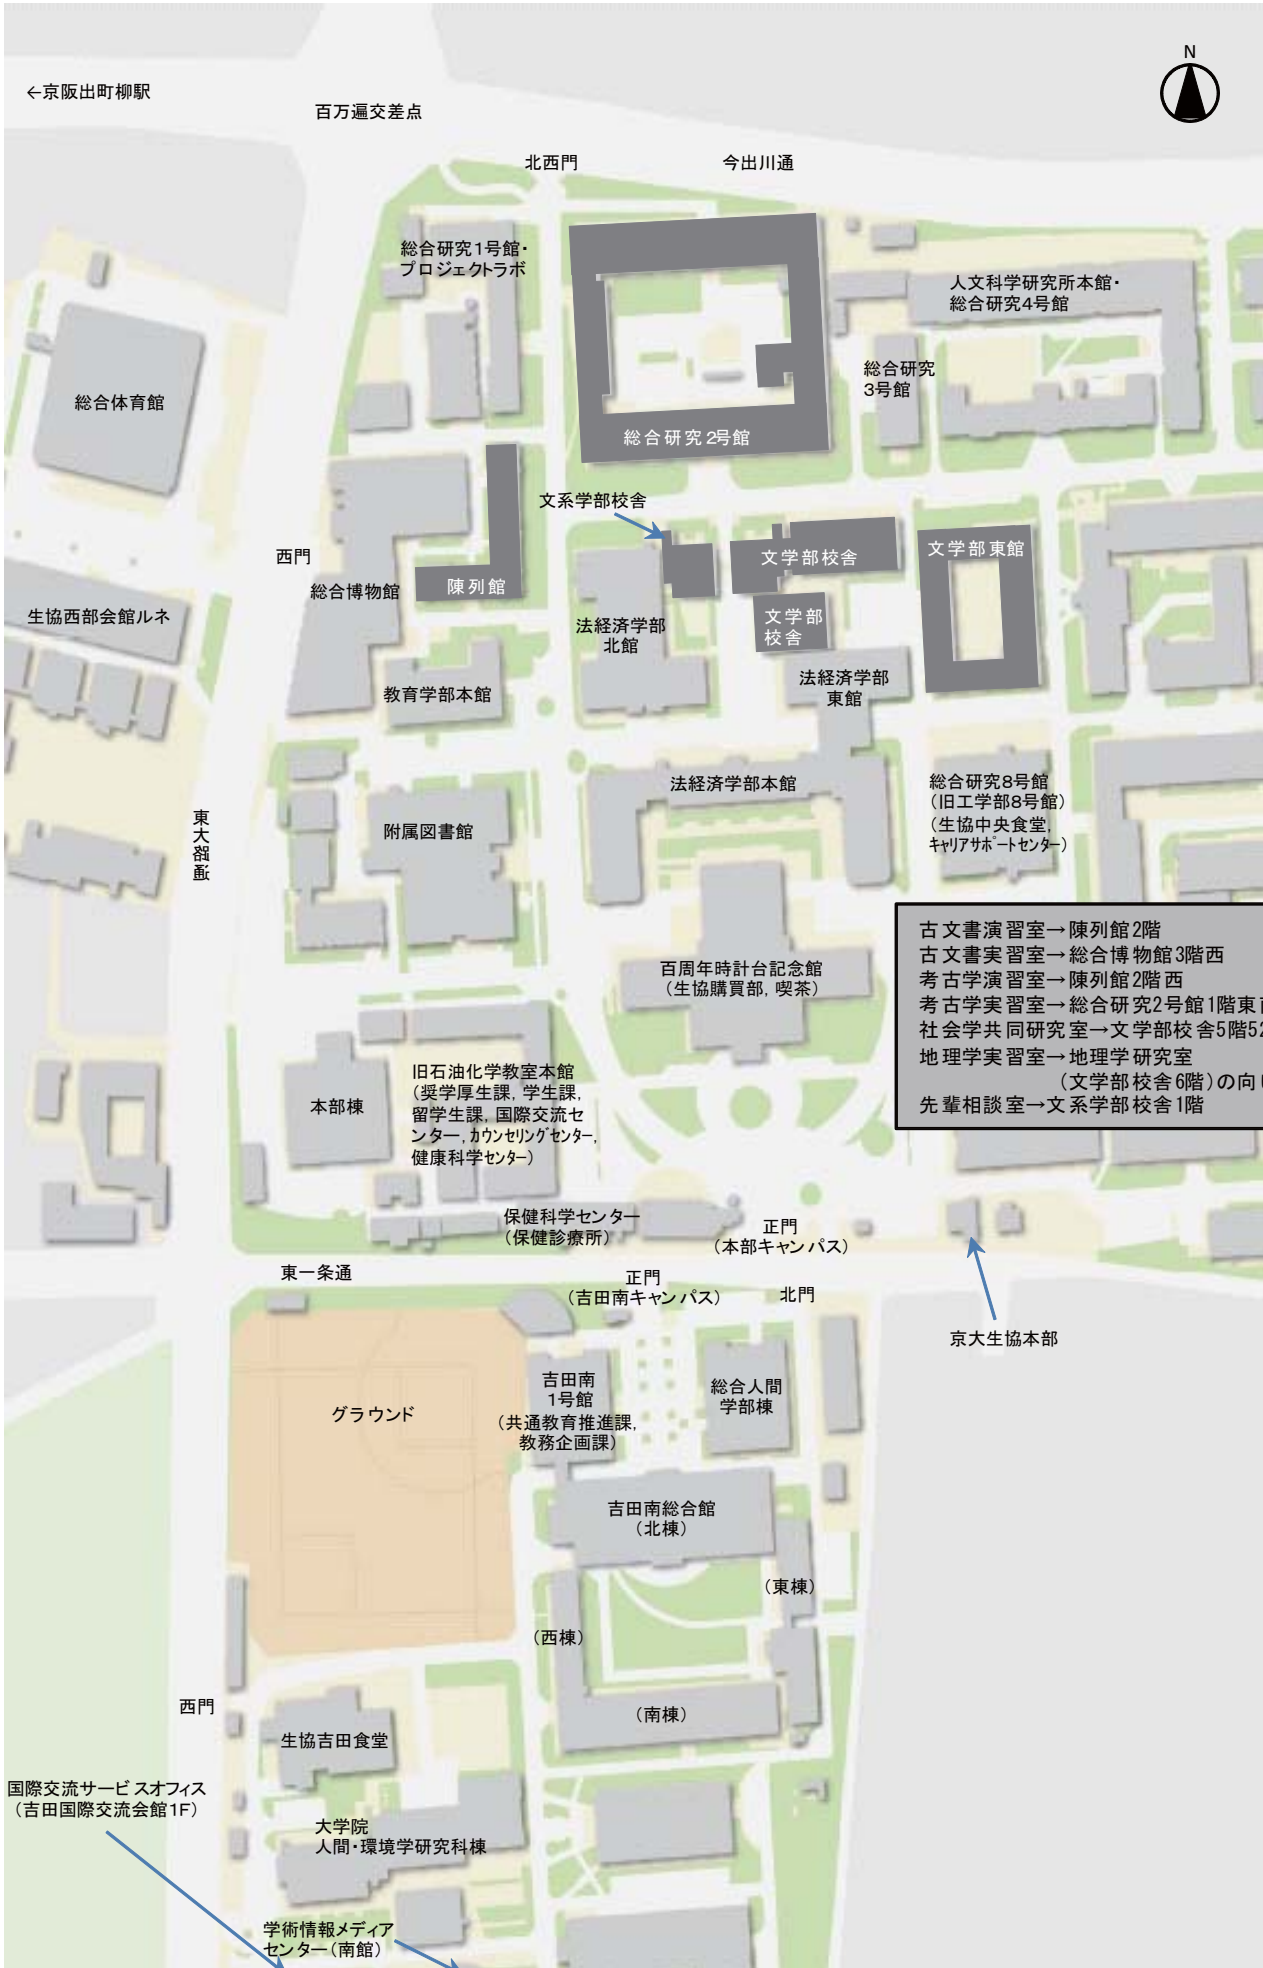 N
←京阪出町柳駅
百万遍交差点
北西門
今出川通
総合研究1号館・
プロジェクトラボ
人文科学研究所本館・
総合研究4号館
総合研究
3号館
総合体育館
総合研究2号館
文系学部校舎
西門
総合博物館
陳列館
文学部校舎
文学部東館
生協西部会館ルネ
法経済学部
北館
文学部
校舎
教育学部本館
法経済学部
東館
法経済学部本館
総合研究8号館
(旧工学部8号館)
(生協中央食堂,
キャリアサポートセンター)
附属図書館
東大路通
百周年時計台記念館
(生協購買部, 喫茶)
古文書演習室→陳列館2階
古文書実習室→総合博物館3階西
考古学演習室→陳列館2階西
考古学実習室→総合研究2号館1階東
社会学共同研究室→文学部校舎5階52
地理学実習室→地理学研究室
(文学部校舎6階)の向
先輩相談室→文系学部校舎1階
本部棟
旧石油化学教室本館
(奨学厚生課, 学生課,
留学生課, 国際交流セ
ンター, カウンセリングセンター,
健康科学センター)
保健科学センター
(保健診療所)
正門
(本部キャンパス)
東一条通
正門
(吉田南キャンパス)
北門
京大生協本部
グラウンド
吉田南
1号館
(共通教育推進課,
教務企画課)
総合人間
学部棟
吉田南総合館
(北棟)
(東棟)
(西棟)
(南棟)
西門
生協吉田食堂
国際交流サービスオフィス
(吉田国際交流会館1F)
大学院
人間・環境学研究科棟
学術情報メディア
センター(南館)